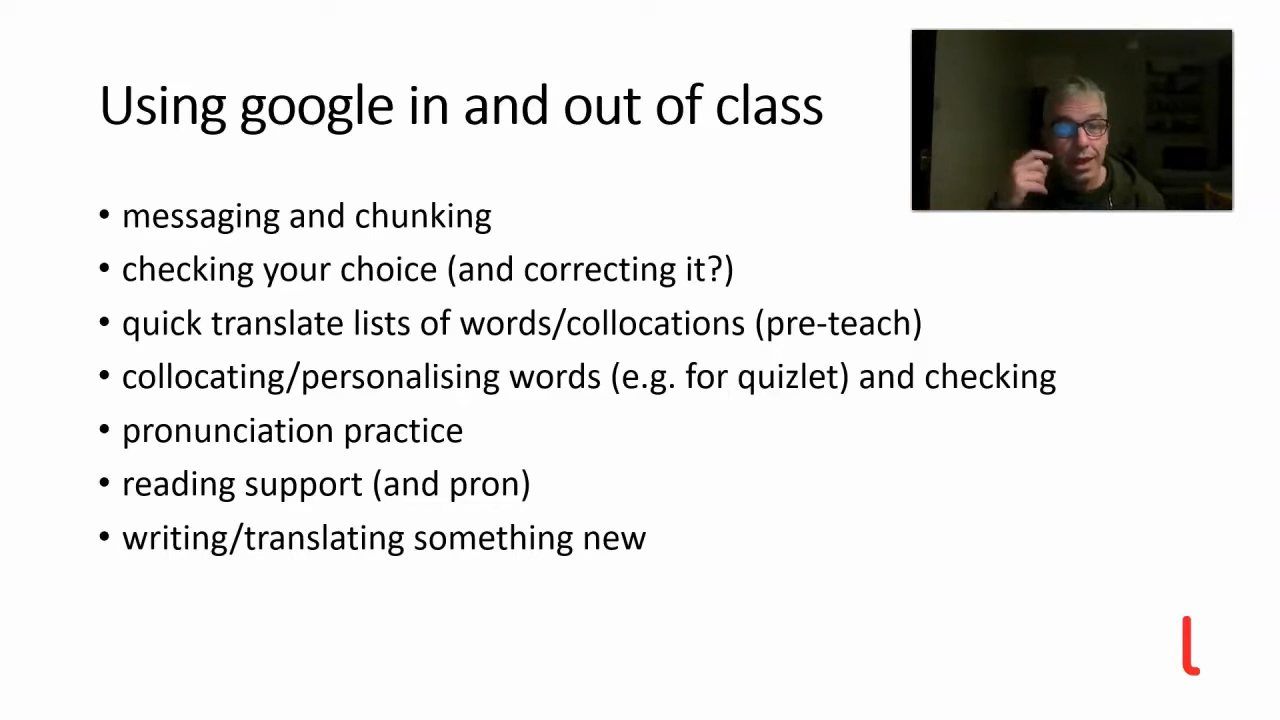 Using google in and out of class
• messaging and chunking
• checking your choice (and correcting it?)
• quick translate lists of words/collocations (pre-teach)
• collocating/personalising words (e.g. for quizlet) and checking
• pronunciation practice
• reading support (and pron)
• writing/translating something new
l